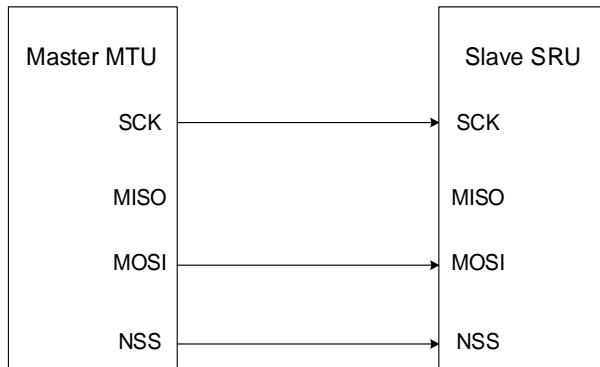 Master MTU
SCK
MISO
MOSI
NSS
Slave SRU
SCK
MISO
MOSI
NSS